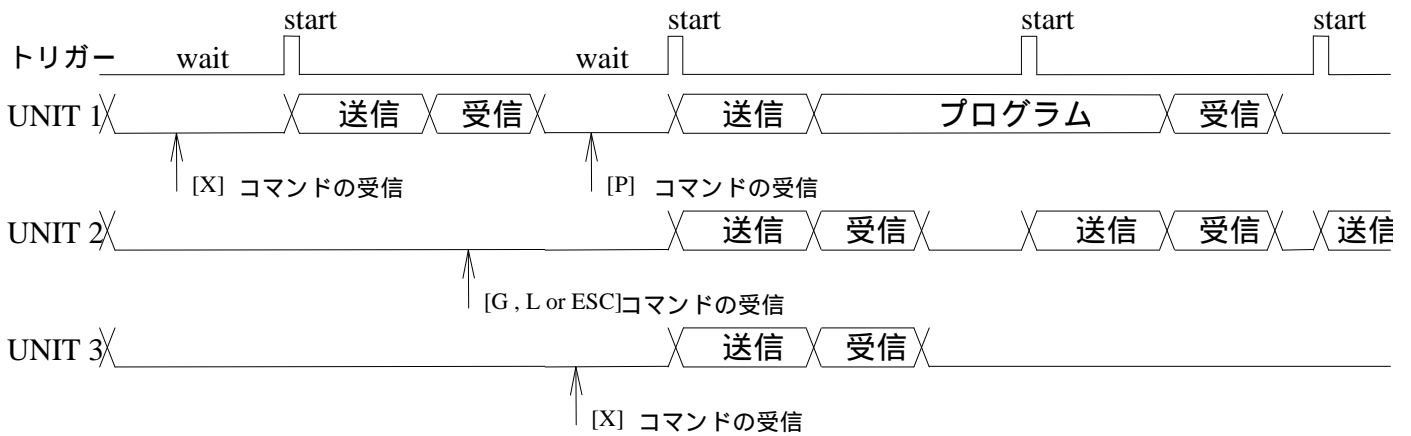 start start start start
トリガー wait wait
UNIT 1 送信 受信 送信 プログラム 受信
[X] コマンドの受信 [P] コマンドの受信
UNIT 2 送信 受信 送信 受信 送信
[G , L or ESC]コマンドの受信
UNIT 3 送信 受信
[X] コマンドの受信